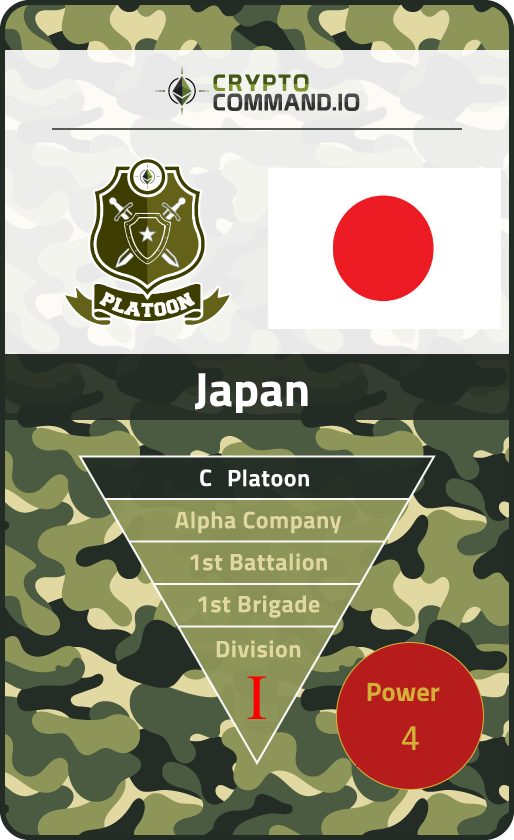 CRYPTO
COMMAND.IO
PLATOON
Japan
C Platoon
Alpha Company
1st Battalion
1st Brigade
Division
I
Power
4